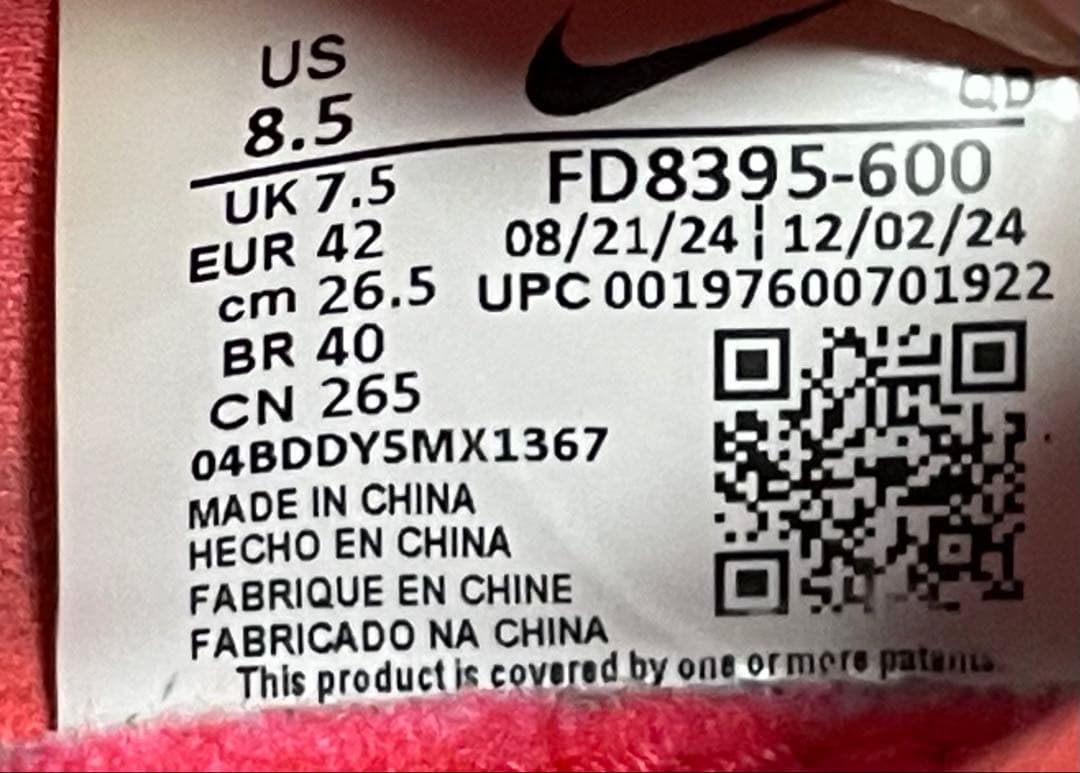 US
8.5
QD
UK 7.5
EUR 42
cm 26.5
BR 40
CN 265
FD8395-600
08/21/24 ¦ 12/02/24
UPC 00197600701922
04BDDY5MX1367
MADE IN CHINA
HECHO EN CHINA
FABRIQUE EN CHINE
FABRICADO NA CHINA
This product is covered by one or more patents.